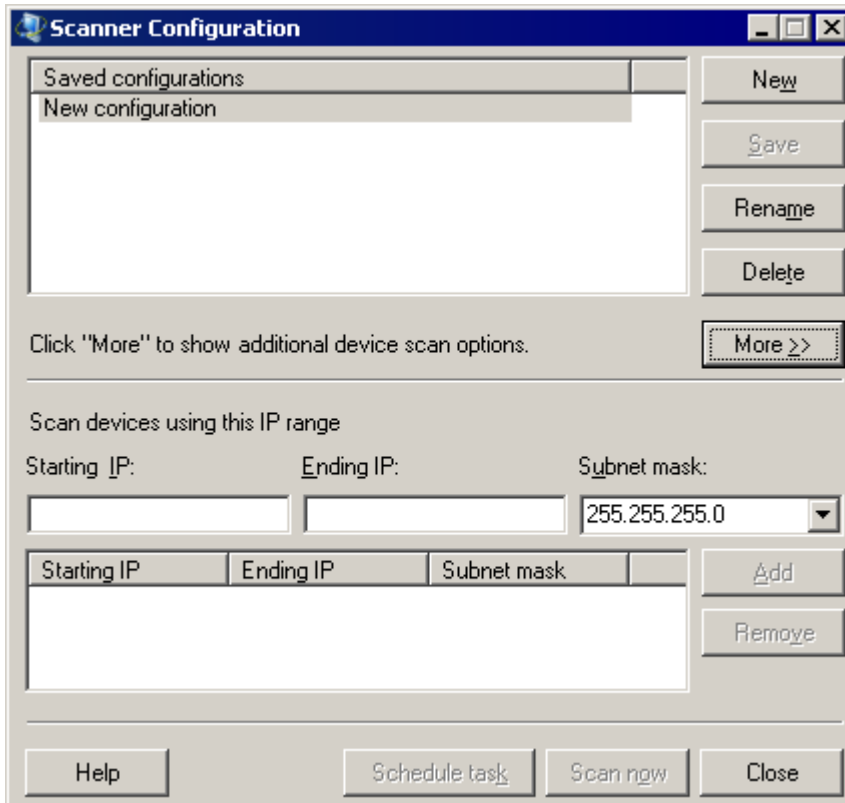 Scanner Configuration
Saved configurations
New configuration
New
Save
Rename
Delete
Click "More" to show additional device scan options.
More >>
Scan devices using this IP range
Starting IP:
Ending IP:
Subnet mask:
255.255.255.0
Starting IP
Ending IP
Subnet mask
Add
Remove
Help
Schedule task
Scan now
Close